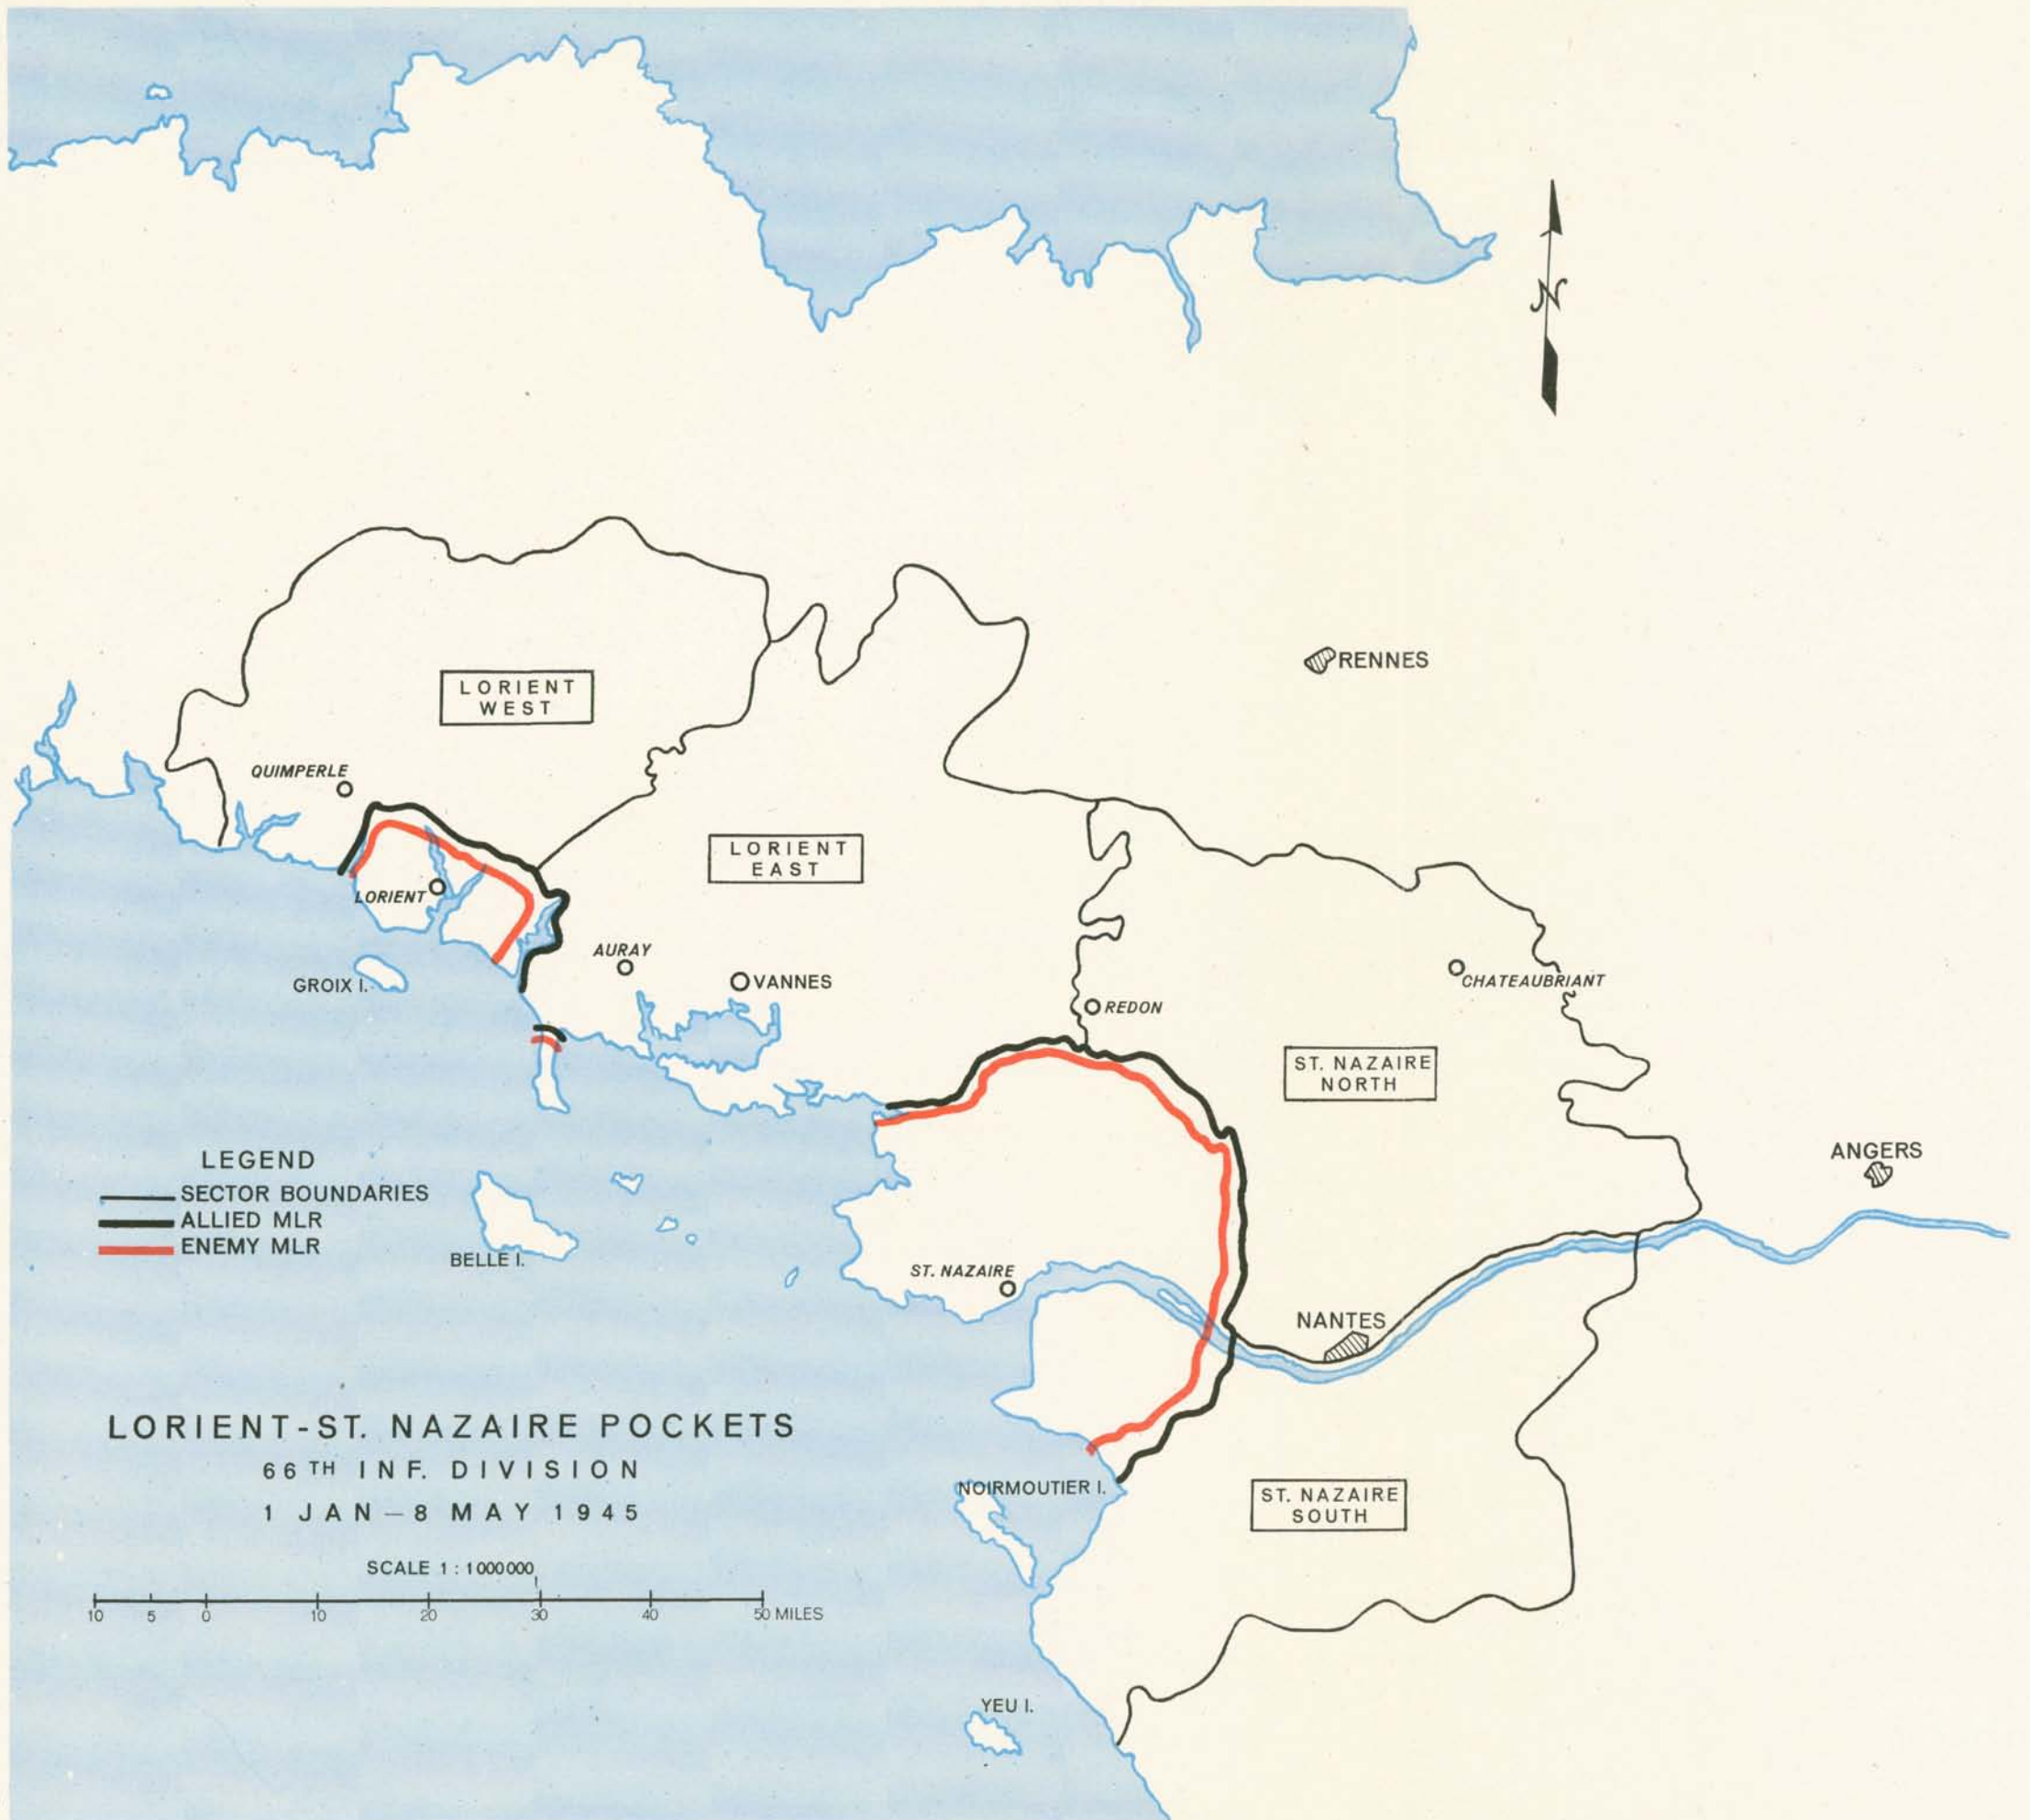 N
RENNES
LORIENT
WEST
QUIMPERLE
LORIENT
EAST
LORIENT
AURAY
VANNES
GROIX I.
REDON
CHATEAUBRIANT
ST. NAZAIRE
NORTH
ANGERS
LEGEND
SECTOR BOUNDARIES
ALLIED MLR
ENEMY MLR
BELLE I.
ST. NAZAIRE
NANTES
LORIENT-ST. NAZAIRE POCKETS
66TH INF. DIVISION
1 JAN – 8 MAY 1945
NOIRMOUTIER I.
ST. NAZAIRE
SOUTH
SCALE 1 : 1000000
10 5 0 10 20 30 40 50 MILES
YEU I.